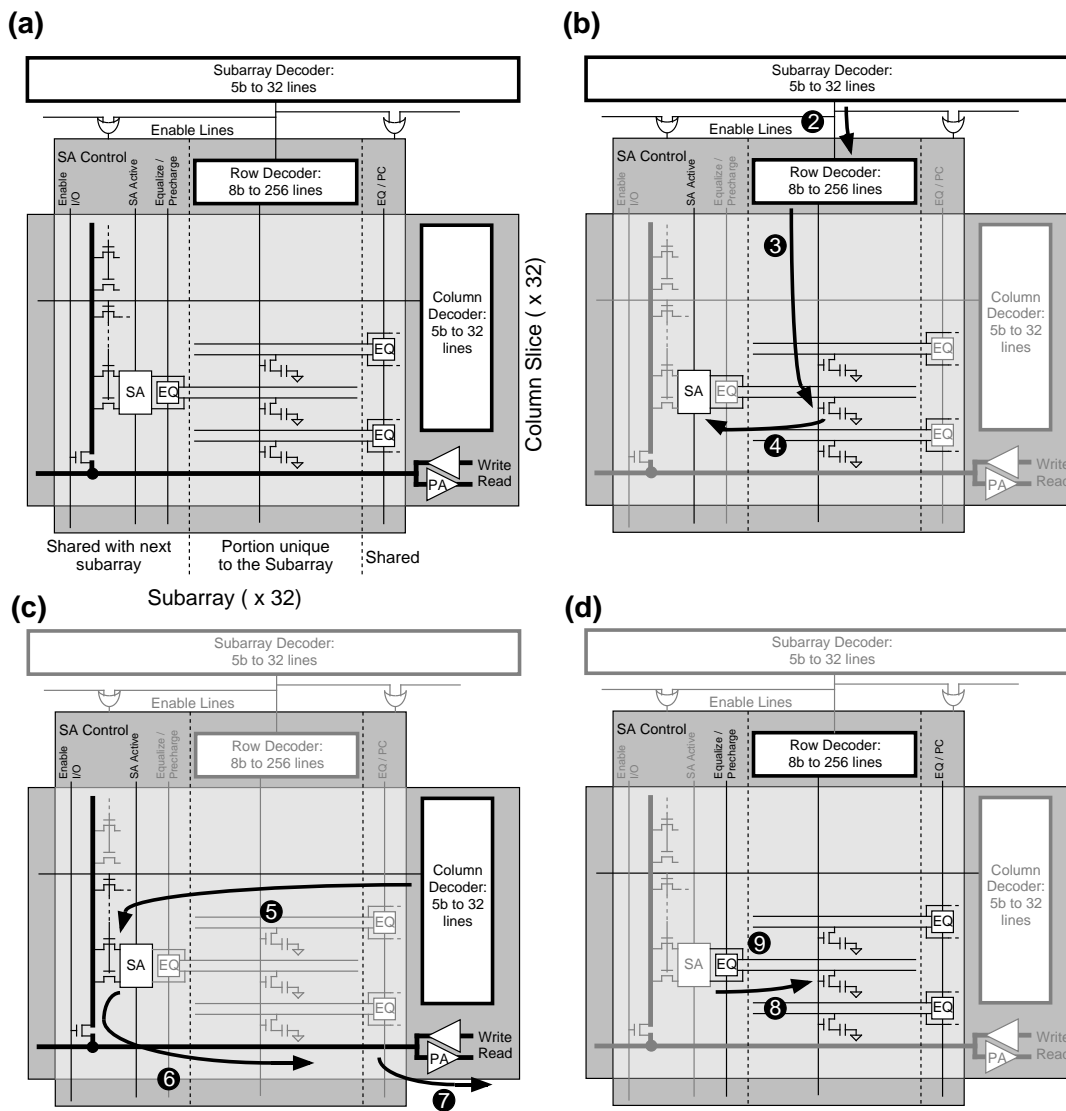 (a)
Subarray Decoder:
5b to 32 lines
Enable Lines
SA Control
Enable
I/O
SA Active
Equalize /
Precharge
EQ / PC
Row Decoder:
8b to 256 lines
Column
Decoder:
5b to 32
lines
Column Slice ( x 32)
EQ
SA
EQ
EQ
Write
PA
Read
Shared with next
subarray
Portion unique
to the Subarray
Shared
Subarray ( x 32)
(b)
Subarray Decoder:
5b to 32 lines
2
Enable Lines
SA Control
Enable
I/O
SA Active
Equalize /
Precharge
EQ / PC
Row Decoder:
8b to 256 lines
3
Column
Decoder:
5b to 32
lines
EQ
SA
EQ
4
EQ
Write
PA
Read
(c)
Subarray Decoder:
5b to 32 lines
Enable Lines
SA Control
Enable
I/O
SA Active
Equalize /
Precharge
EQ / PC
Row Decoder:
8b to 256 lines
Column
Decoder:
5b to 32
lines
5
EQ
SA
EQ
EQ
Write
PA
Read
6
7
(d)
Subarray Decoder:
5b to 32 lines
Enable Lines
SA Control
Enable
I/O
SA Active
Equalize /
Precharge
EQ / PC
Row Decoder:
8b to 256 lines
Column
Decoder:
5b to 32
lines
EQ
9
SA
EQ
8
EQ
Write
PA
Read